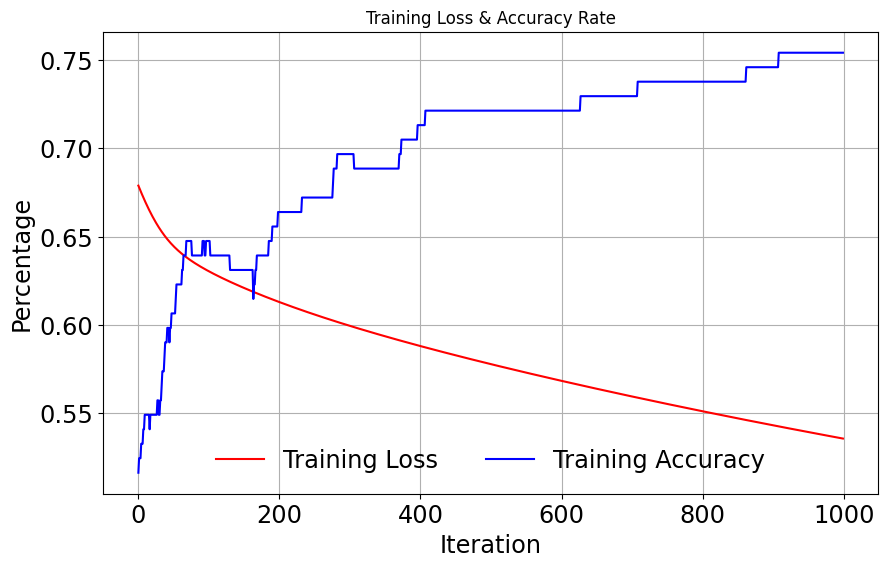 Training Loss & Accuracy Rate
0.75
0.70
0.65
0.60
0.55
Percentage
Training Loss
Training Accuracy
0 200 400 600 800 1000
Iteration